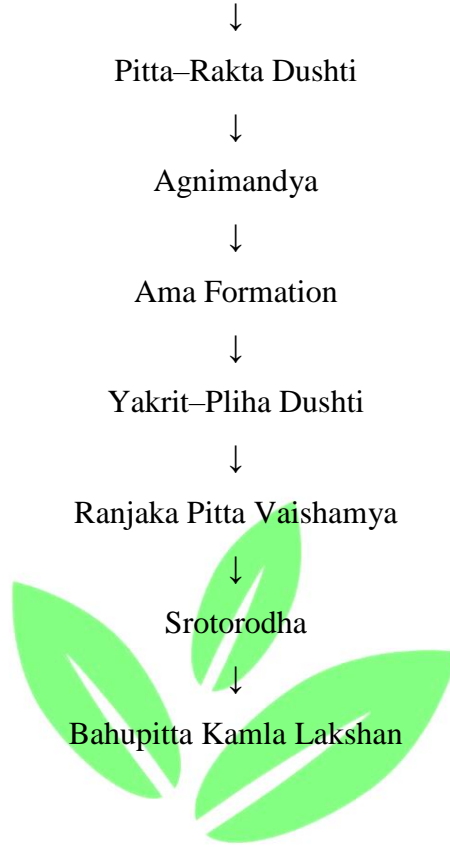 ↓
Pitta–Rakta Dushti
↓
Agnimandya
↓
Ama Formation
↓
Yakrit–Pliha Dushti
↓
Ranjaka Pitta Vaishamya
↓
Srotorodha
↓
Bahupitta Kamla Lakshan